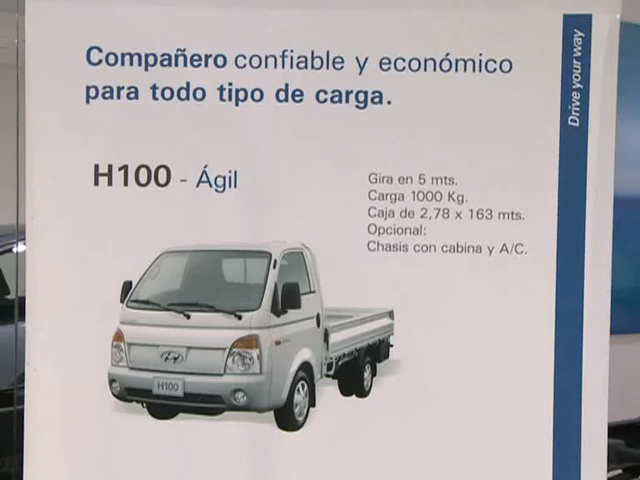 Compañero confiable y económico
para todo tipo de carga.
Drive your way
H100 - Ágil
Gira en 5 mts.
Carga 1000 Kg.
Caja de 2,78 x 163 mts.
Opcional:
Chasis con cabina y A/C.
H100